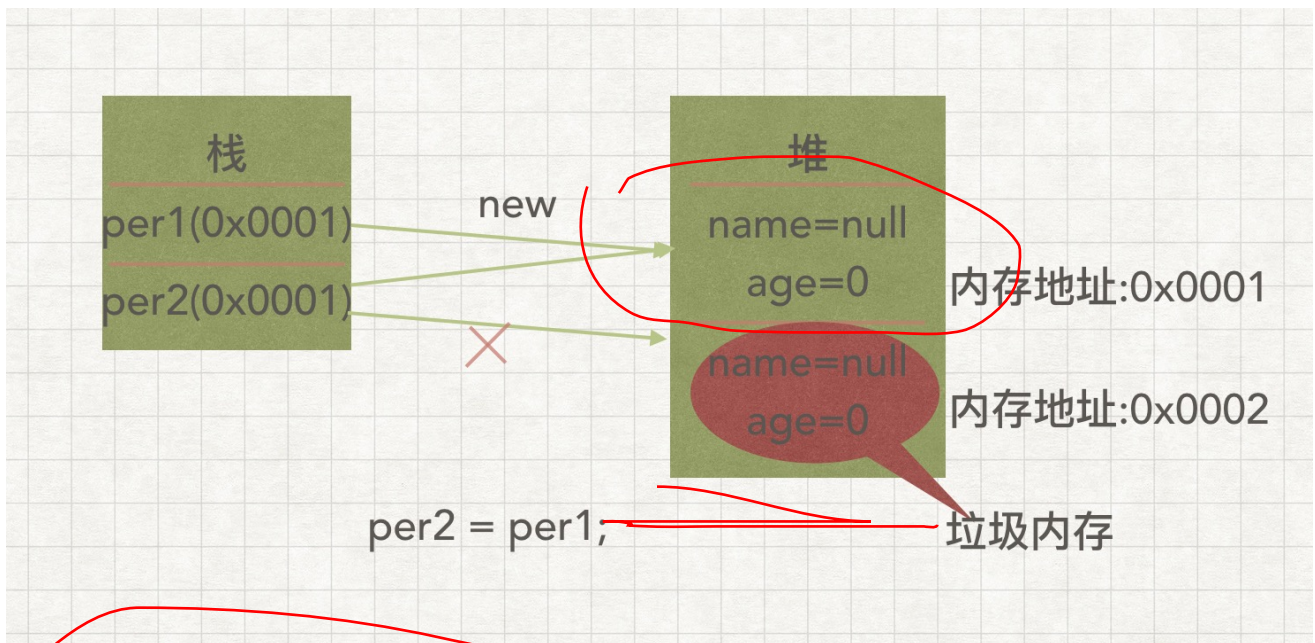 栈
堆
per1(0x0001)
new
name=null
age=0
内存地址:0x0001
per2(0x0001)
name=null
age=0
内存地址:0x0002
per2 = per1;
垃圾内存